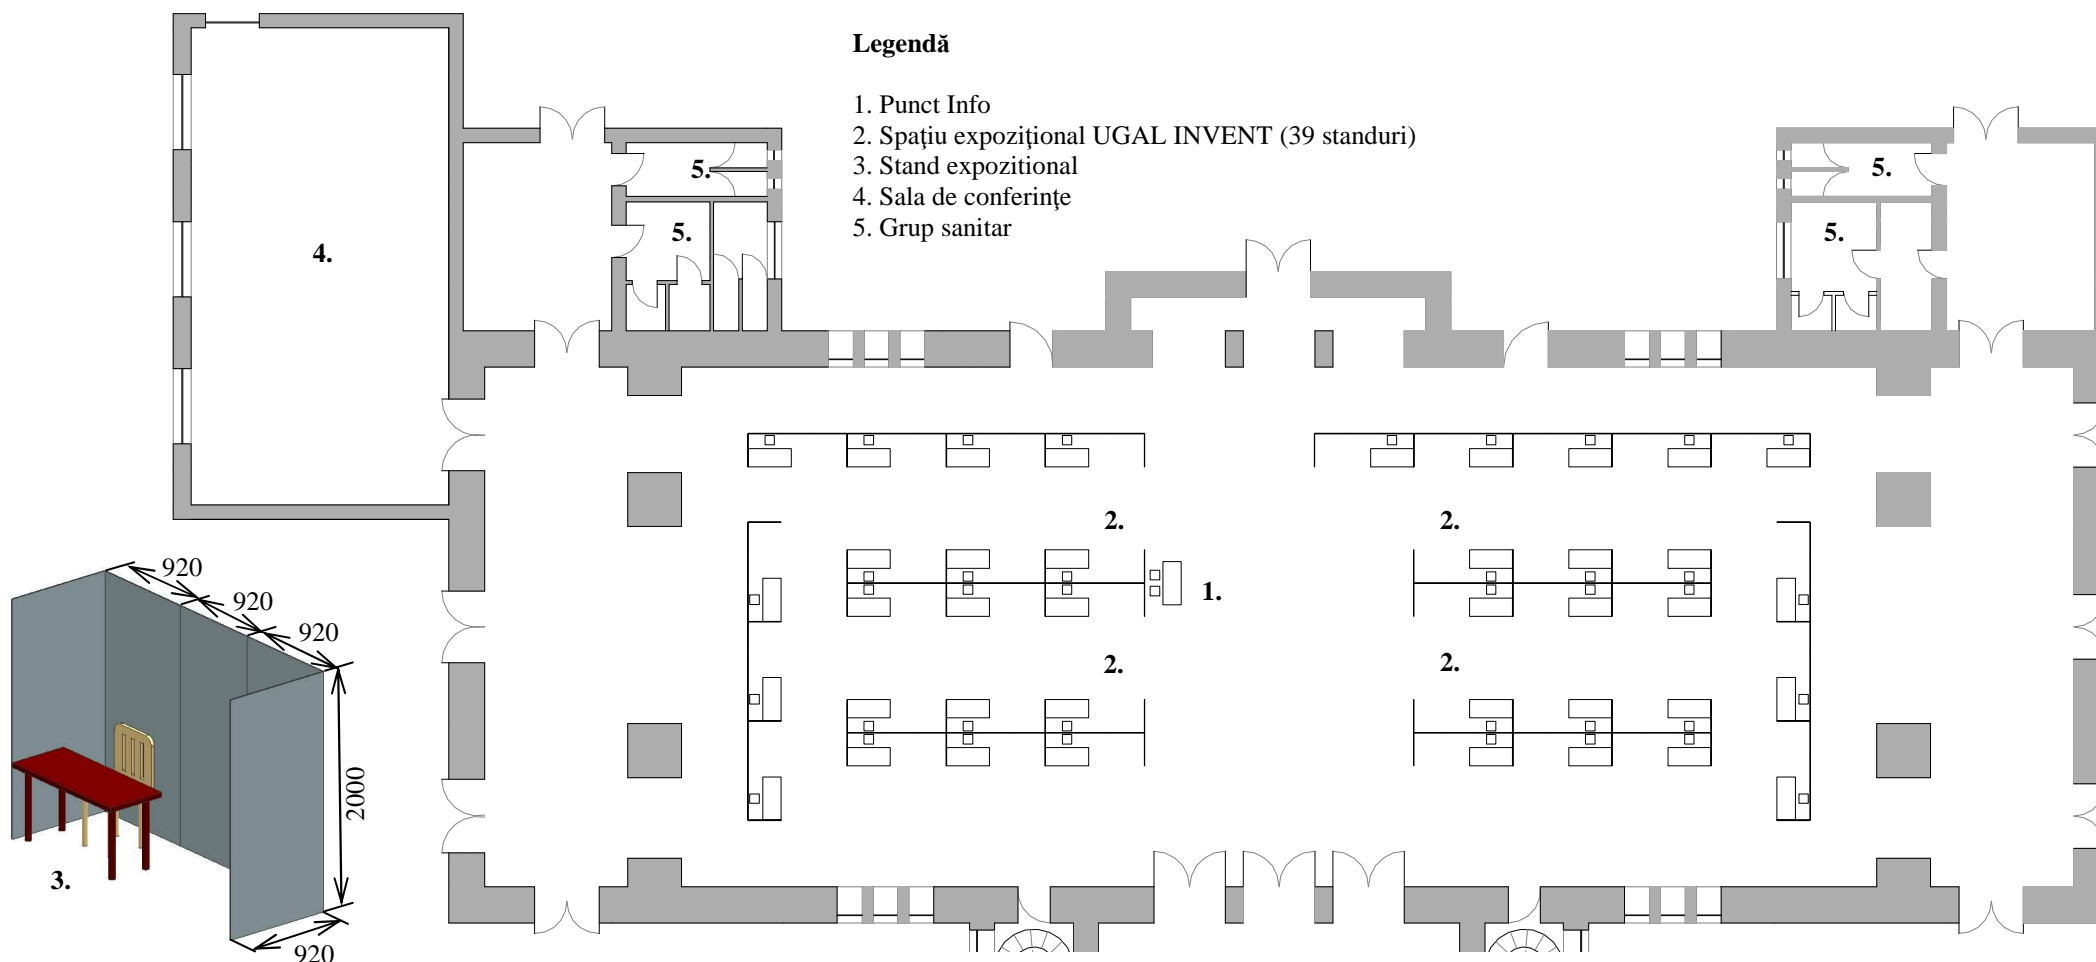 Legendă
1. Punct Info
2. Spaţiu expoziţional UGAL INVENT (39 standuri)
3. Stand expozitional
4. Sala de conferinţe
5. Grup sanitar
5.
5.
5.
5.
4.
2.
2.
1.
2.
2.
920
920
920
2000
3.
920